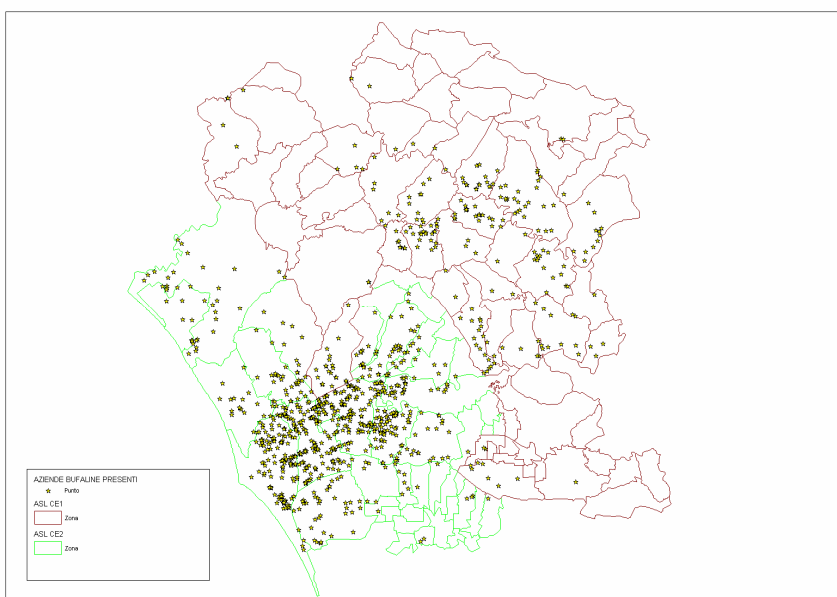 AZIENDE BUFALINE PRESENTI
Punto
ASL CE1
Zona
ASL CE2
Zona